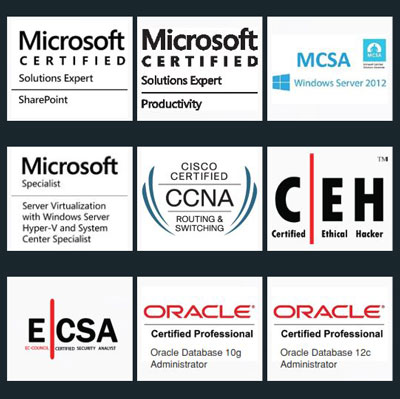 Microsoft
CERTIFIED
Solutions Expert
SharePoint
Microsoft
CERTIFIED
Solutions Expert
Productivity
MCSA
Windows Server 2012
MCSA
Microsoft
Specialist
Server Virtualization
with Windows Server
Hyper-V and System
Center Specialist
CISCO
CERTIFIED
CCNA
ROUTING &
SWITCHING
C EH TM
Certified Ethical Hacker
E CSA
EC-COUNCIL CERTIFIED SECURITY ANALYST
ORACLE®
Certified Professional
Oracle Database 10g
Administrator
ORACLE®
Certified Professional
Oracle Database 12c
Administrator